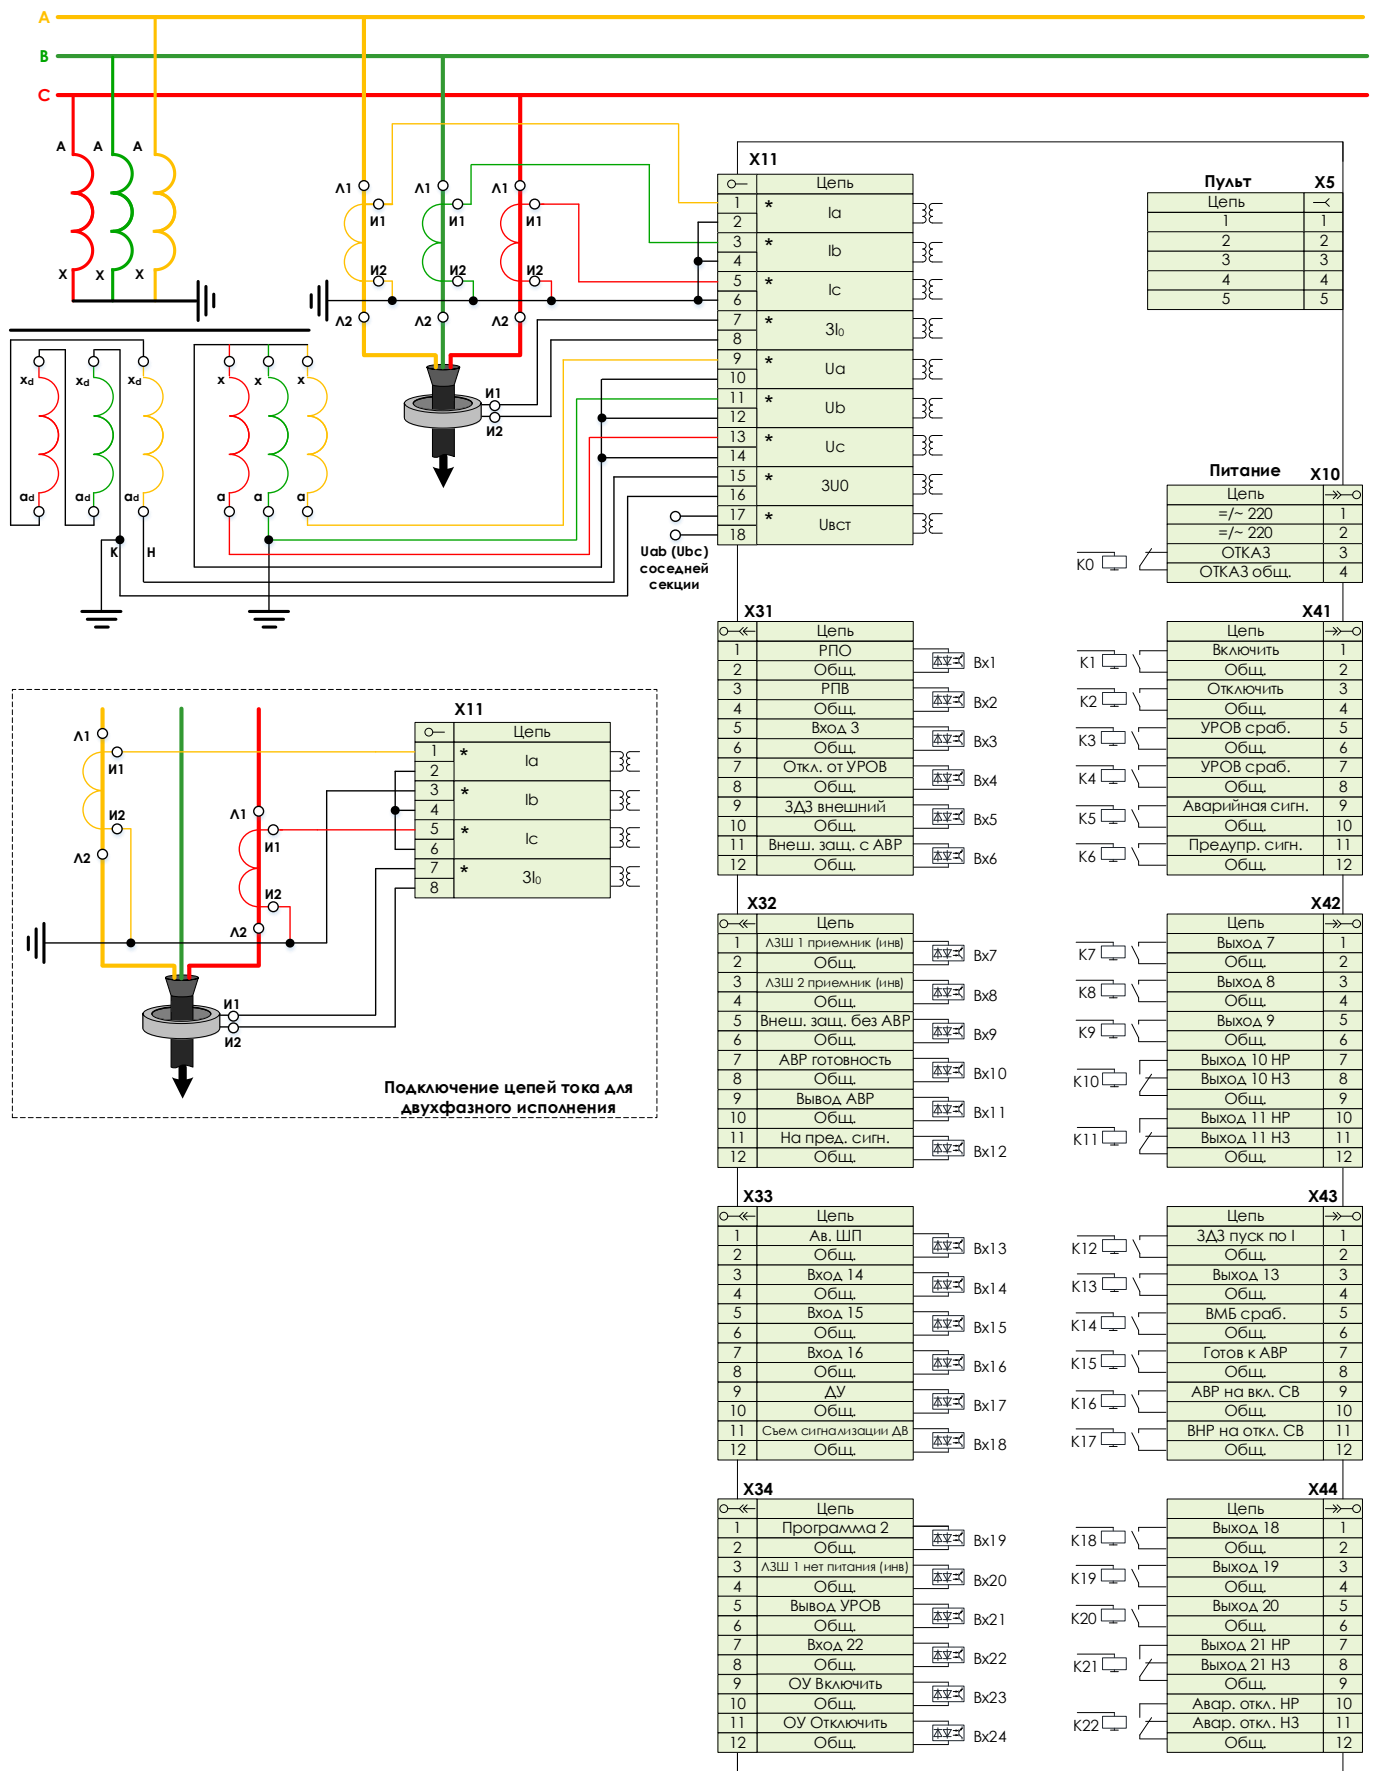 A
B
C
A A A
X X X
Λ1 Λ1 Λ1
И1 И1 И1
И2 И2 И2
Λ2 Λ2 Λ2
И1
И2
xd xd xd x x x
ad ad ad a a a
К Н
Uab (Ubc)
соседней
секции
X11
Цепь
1 * Ia
2
3 * Ib
4
5 * Ic
6
7 * 3I0
8
9 * Ua
10
11 * Ub
12
13 * Uc
14
15 * 3U0
16
17 * Uвст
18
Пульт X5
Цепь
1 1
2 2
3 3
4 4
5 5
Питание X10
Цепь
=/~ 220 1
=/~ 220 2
K0 ОТКАЗ 3
ОТКАЗ общ. 4
X31
Цепь
1 РПО Вх1
2 Общ.
3 РПВ Вх2
4 Общ.
5 Вход 3 Вх3
6 Общ.
7 Откл. от УРОВ Вх4
8 Общ.
9 ЗДЗ внешний Вх5
10 Общ.
11 Внеш. защ. с АВР Вх6
12 Общ.
X41
Цепь
K1 Включить 1
Общ. 2
K2 Отключить 3
Общ. 4
K3 УРОВ сраб. 5
Общ. 6
K4 УРОВ сраб. 7
Общ. 8
K5 Аварийная сигн. 9
Общ. 10
K6 Предупр. сигн. 11
Общ. 12
Λ1
И1
И2
Λ2
Λ1
И1
И2
Λ2
И1
И2
X11
Цепь
1 * Ia
2
3 * Ib
4
5 * Ic
6
7 * 3I0
8
Подключение цепей тока для
двухфазного исполнения
X32
Цепь
1 ЛЗШ 1 приемник (инв) Вх7
2 Общ.
3 ЛЗШ 2 приемник (инв) Вх8
4 Общ.
5 Внеш. защ. без АВР Вх9
6 Общ.
7 АВР готовность Вх10
8 Общ.
9 Вывод АВР Вх11
10 Общ.
11 На пред. сигн. Вх12
12 Общ.
X42
Цепь
K7 Выход 7 1
Общ. 2
K8 Выход 8 3
Общ. 4
K9 Выход 9 5
Общ. 6
Выход 10 НР 7
K10 Выход 10 НЗ 8
Общ. 9
Выход 11 НР 10
K11 Выход 11 НЗ 11
Общ. 12
X33
Цепь
1 Ав. ШП Вх13
2 Общ.
3 Вход 14 Вх14
4 Общ.
5 Вход 15 Вх15
6 Общ.
7 Вход 16 Вх16
8 Общ.
9 ДУ Вх17
10 Общ.
11 Съем сигнализации ДВ Вх18
12 Общ.
X43
Цепь
K12 ЗДЗ пуск по I 1
Общ. 2
K13 Выход 13 3
Общ. 4
K14 ВМБ сраб. 5
Общ. 6
K15 Готов к АВР 7
Общ. 8
K16 АВР на вкл. СВ 9
Общ. 10
K17 ВНР на откл. СВ 11
Общ. 12
X34
Цепь
1 Программа 2 Вх19
2 Общ.
3 ЛЗШ 1 нет питания (инв) Вх20
4 Общ.
5 Вывод УРОВ Вх21
6 Общ.
7 Вход 22 Вх22
8 Общ.
9 ОУ Включить Вх23
10 Общ.
11 ОУ Отключить Вх24
12 Общ.
X44
Цепь
K18 Выход 18 1
Общ. 2
K19 Выход 19 3
Общ. 4
K20 Выход 20 5
Общ. 6
Выход 21 НР 7
K21 Выход 21 НЗ 8
Общ. 9
Авар. откл. НР 10
K22 Авар. откл. НЗ 11
Общ. 12